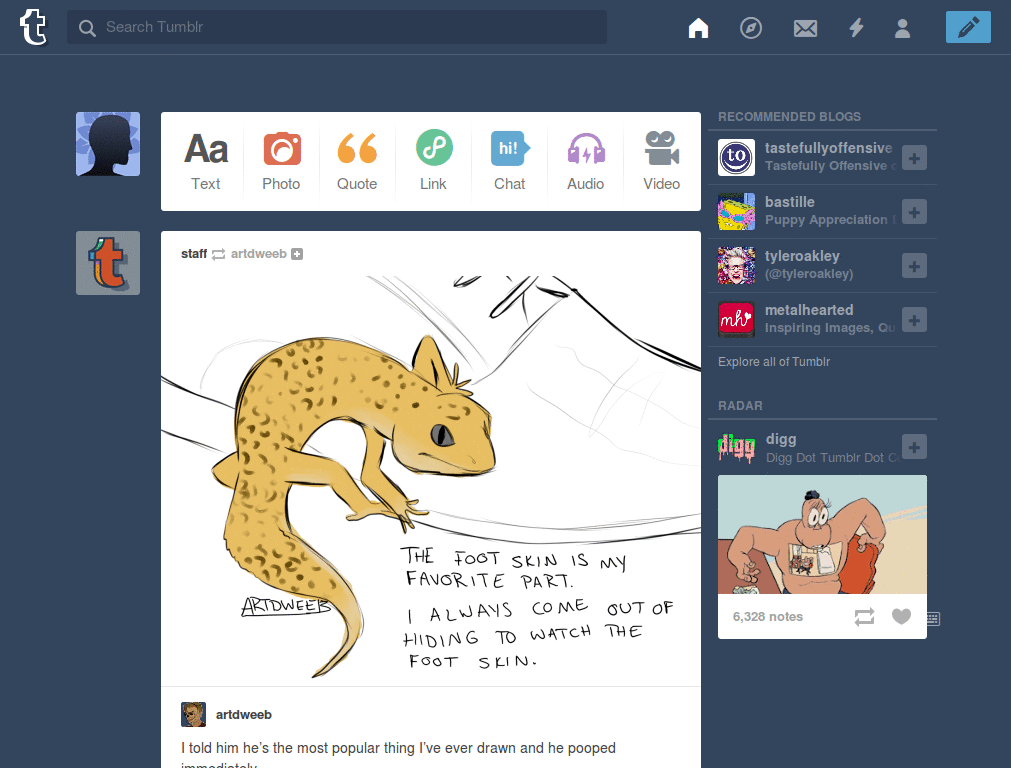 Search Tumblr
Aa
Text
Photo
Quote
Link
hi!
Chat
Audio
Video
staff artdweeb
THE FOOT SKIN IS MY
FAVORITE PART.
I ALWAYS COME OUT OF
HIDING TO WATCH THE
FOOT SKIN.
ARTDWEEB
artdweeb
I told him he's the most popular thing I've ever drawn and he pooped
immediately
RECOMMENDED BLOGS
to
tastefullyoffensive
Tastefully Offensive
bastille
Puppy Appreciation
tyleroakley
(@tyleroakley)
mh
metalhearted
Inspiring Images, Qu
Explore all of Tumblr
RADAR
digg
digg
Digg Dot Tumblr Dot C
6,328 notes